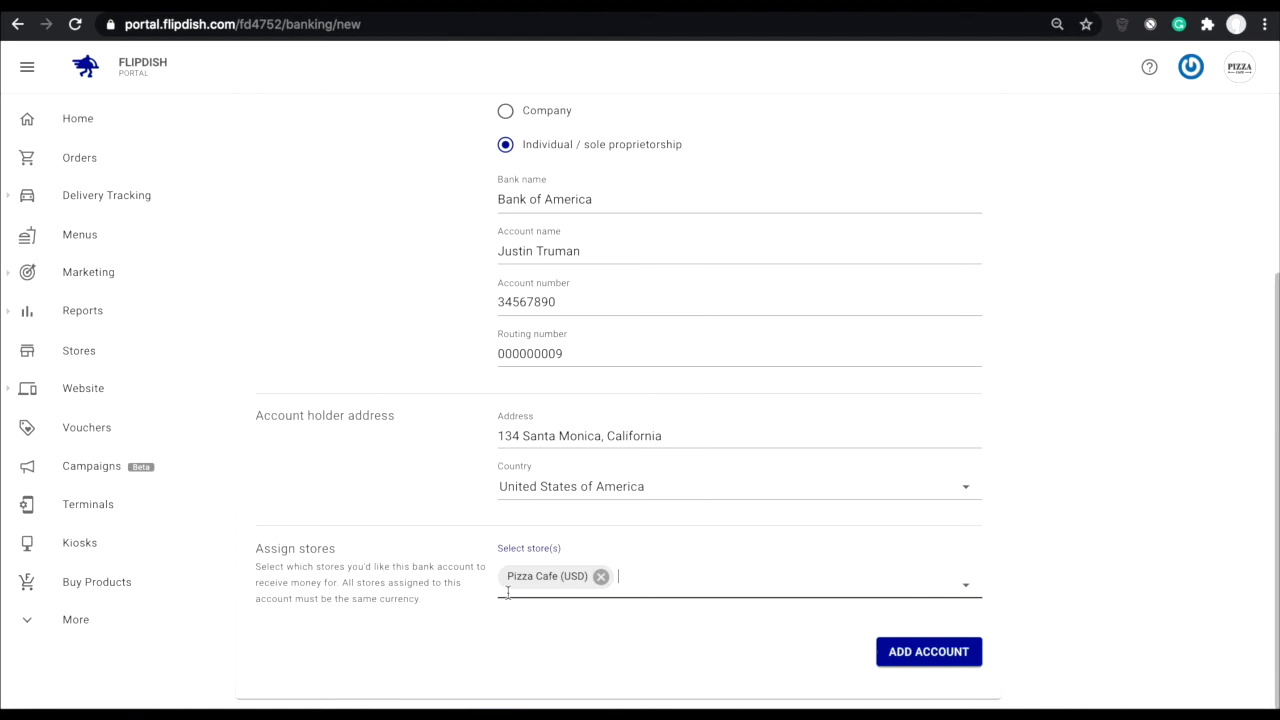 portal.flipdish.com/fd4752/banking/new
FLIPDISH
PORTAL
PIZZA
CAFE
Home
Orders
Delivery Tracking
Menus
Marketing
Reports
Stores
Website
Vouchers
Campaigns Beta
Terminals
Kiosks
Buy Products
More
Company
Individual / sole proprietorship
Bank name
Bank of America
Account name
Justin Truman
Account number
34567890
Routing number
000000009
Account holder address
Address
134 Santa Monica, California
Country
United States of America
Assign stores
Select which stores you'd like this bank account to
receive money for. All stores assigned to this
account must be the same currency.
Select store(s)
Pizza Cafe (USD)
ADD ACCOUNT